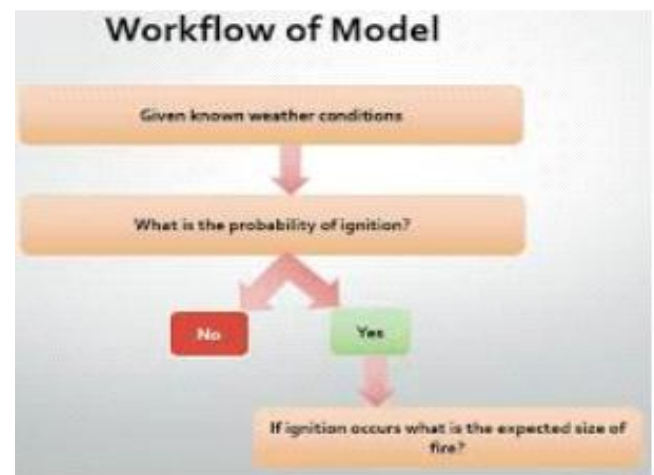 Workflow of Model
Given known weather conditions
What is the probability of ignition?
No
Yes
If ignition occurs what is the expected size of
fire?